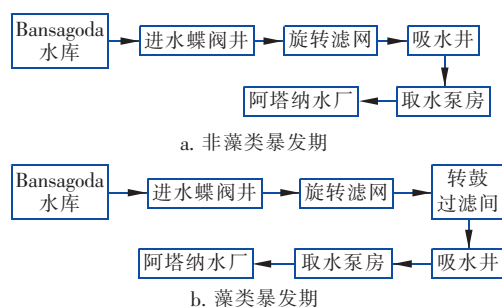 Bansagoda
水库
进水蝶阀井
旋转滤网
吸水井
阿塔纳水厂
取水泵房
a. 非藻类暴发期
Bansagoda
水库
进水蝶阀井
旋转滤网
转鼓
过滤间
阿塔纳水厂
取水泵房
吸水井
b. 藻类暴发期